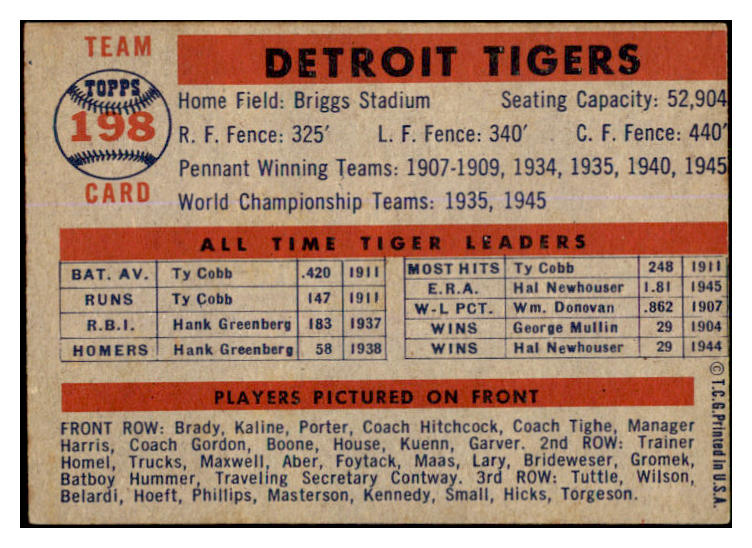 TEAM
TOPPS
198
CARD
DETROIT TIGERS
Home Field: Briggs Stadium Seating Capacity: 52,904
R. F. Fence: 325′ L. F. Fence: 340′ C. F. Fence: 440′
Pennant Winning Teams: 1907-1909, 1934, 1935, 1940, 1945
World Championship Teams: 1935, 1945
ALL TIME TIGER LEADERS
BAT. AV. Ty Cobb .420 1911
RUNS Ty Cobb 147 1911
R.B.I. Hank Greenberg 183 1937
HOMERS Hank Greenberg 58 1938
MOST HITS Ty Cobb 248 1911
E.R.A. Hal Newhouser 1.81 1945
W-L PCT. Wm. Donovan .862 1907
WINS George Mullin 29 1904
WINS Hal Newhouser 29 1944
PLAYERS PICTURED ON FRONT
FRONT ROW: Brady, Kaline, Porter, Coach Hitchcock, Coach Tighe, Manager
Harris, Coach Gordon, Boone, House, Kuenn, Garver. 2nd ROW: Trainer
Homel, Trucks, Maxwell, Aber, Foytack, Maas, Lary, Brideweser, Gromek,
Batboy Hummer, Traveling Secretary Contway. 3rd ROW: Tuttle, Wilson,
Belardi, Hoeft, Phillips, Masterson, Kennedy, Small, Hicks, Torgeson.
© T.C.G. Printed in U.S.A.